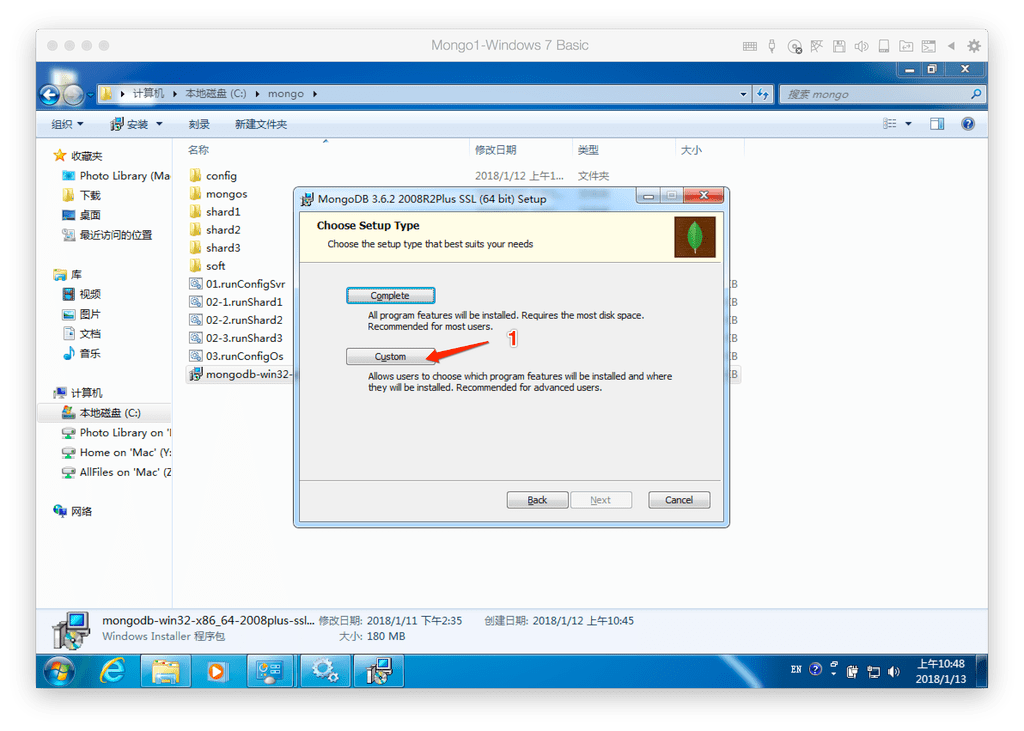 Mongo1-Windows 7 Basic
计算机 本地磁盘 (C:) mongo
搜索 mongo
组织 安装 刻录 新建文件夹
收藏夹
Photo Library (Ma
下载
桌面
最近访问的位置
库
视频
图片
文档
音乐
计算机
本地磁盘 (C:)
Photo Library on '
Home on 'Mac' (Y:
AllFiles on 'Mac' (Z
网络
名称 修改日期 类型 大小
config 2018/1/12 上午1... 文件夹
mongos
shard1
shard2
shard3
soft
01.runConfigSvr
02-1.runShard1
02-2.runShard2
02-3.runShard3
03.runConfigOs
mongodb-win32-
MongoDB 3.6.2 2008R2Plus SSL (64 bit) Setup
Choose Setup Type
Choose the setup type that best suits your needs
Complete
All program features will be installed. Requires the most disk space.
Recommended for most users.
1
Custom
Allows users to choose which program features will be installed and where
they will be installed. Recommended for advanced users.
Back Next Cancel
mongodb-win32-x86_64-2008plus-ssl... 修改日期: 2018/1/11 下午2:35 创建日期: 2018/1/12 上午10:45
Windows Installer 程序包 大小: 180 MB
EN
上午10:48
2018/1/13